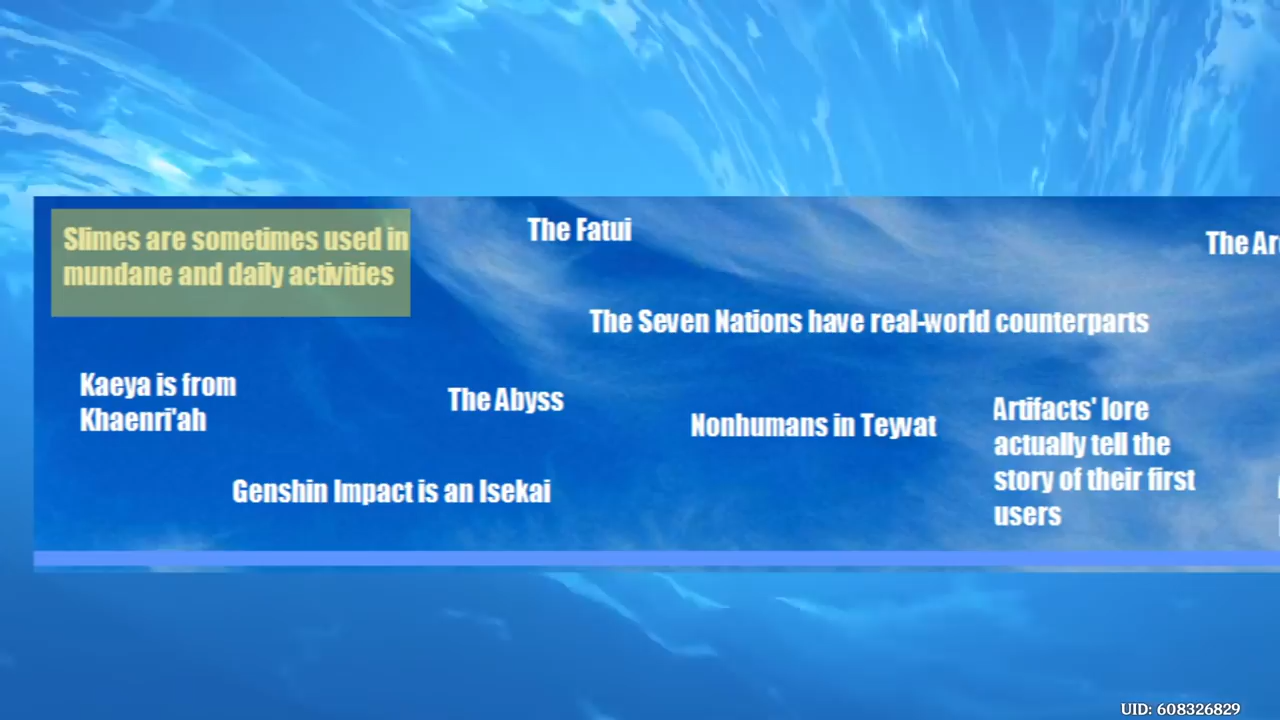 Slimes are sometimes used in
mundane and daily activities
The Fatui
The
The Seven Nations have real-world counterparts
Kaeya is from
Khaenri'ah
The Abyss
Nonhumans in Teyvat
Artifacts' lore
actually tell the
story of their first
users
Genshin Impact is an Isekai
UID: 608326829